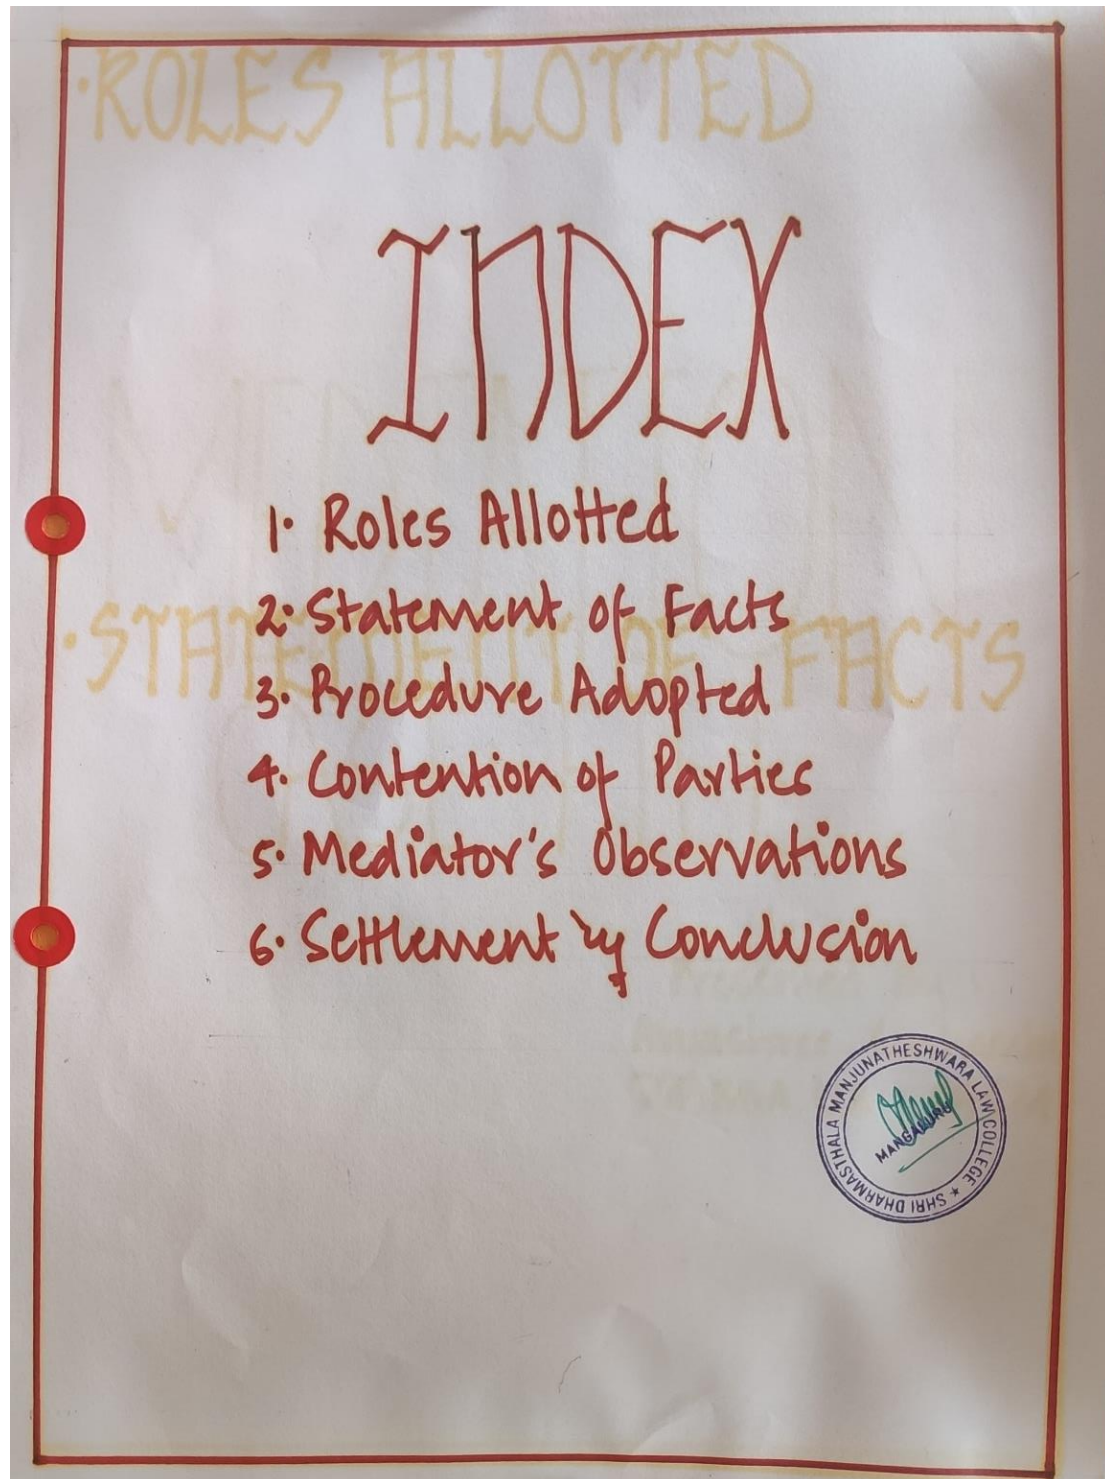 ·ROLES ALLOTTED
INDEX
1. Roles Allotted
2. Statement of Facts
·STATEMENT OF FACTS
3. Procedure Adopted
4. Contention of Parties
5. Mediator's Observations
6. Settlement & Conclusion
SHRI DHARMASTHALA MANJUNATHESHWARA LAW COLLEGE ★
MANGALURU